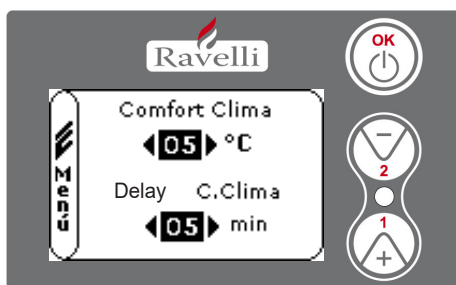 Ravelli
OK
Comfort Clima
05 °C
Menú
Delay C.Clima
05 min
−
2
1
+